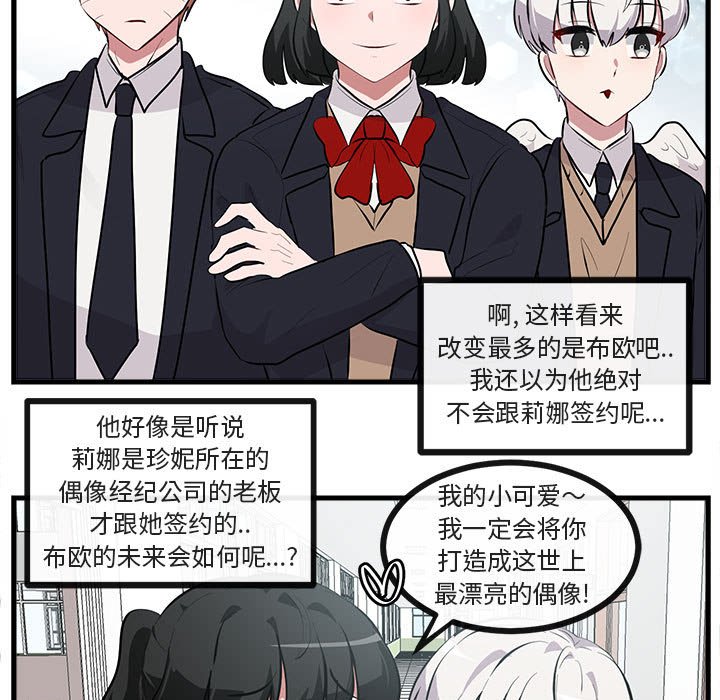 啊, 这样看来
改变最多的是布欧吧..
我还以为他绝对
不会跟莉娜签约呢...
他好像是听说
莉娜是珍妮所在的
偶像经纪公司的老板
才跟她签约的..
布欧的未来会如何呢...?
我的小可爱～
我一定会将你
打造成这世上
最漂亮的偶像!